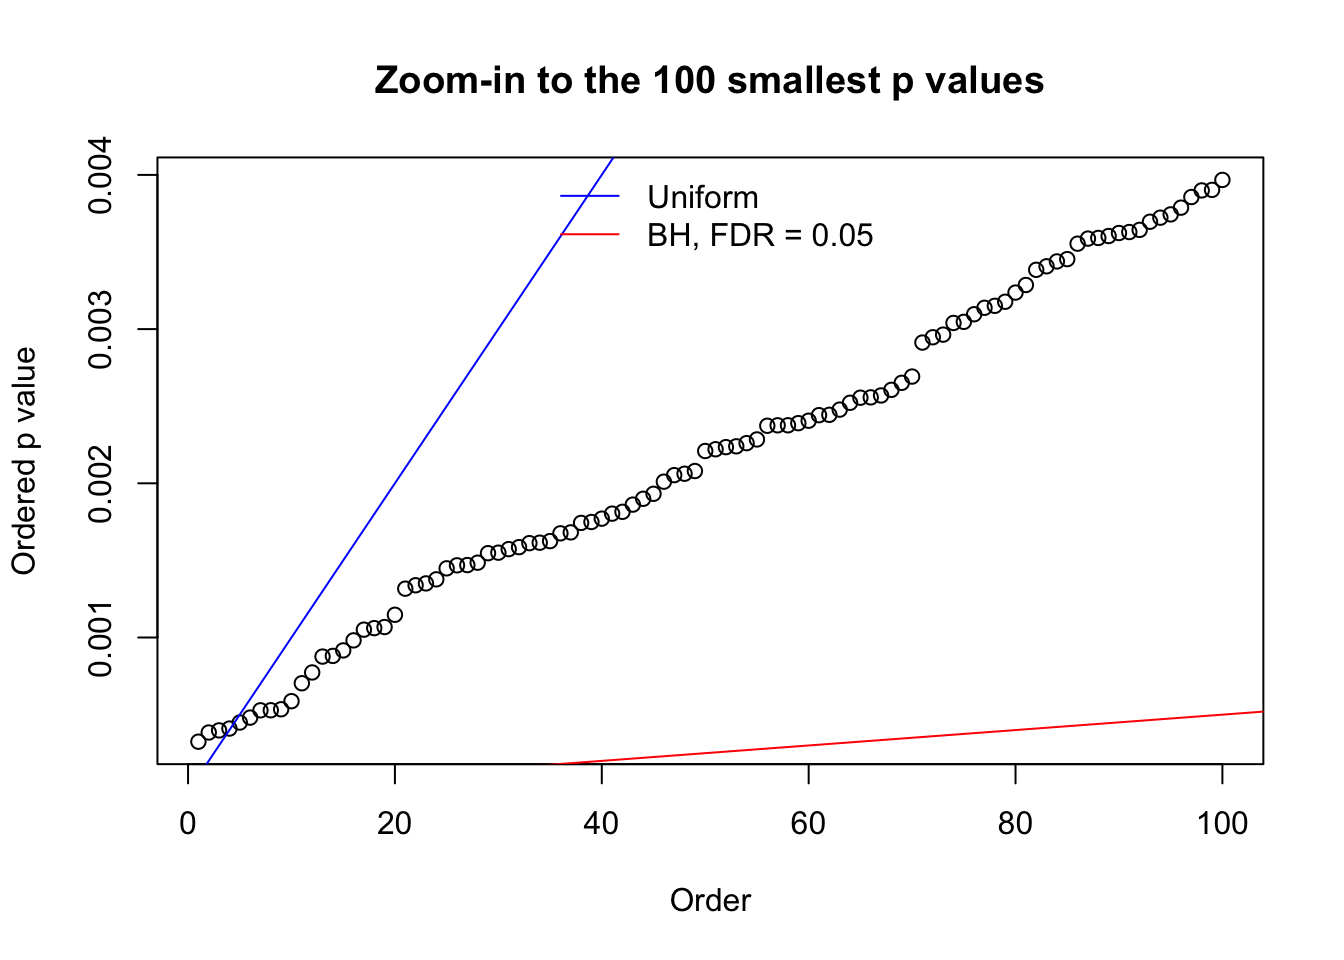 Zoom-in to the 100 smallest p values
Uniform
BH, FDR = 0.05
Ordered p value
0.004
0.003
0.002
0.001
0 20 40 60 80 100
Order